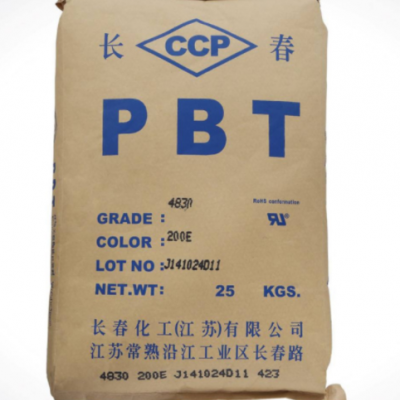 长 CCP 春
PBT
RoHS confirmative
GRADE : 4830
COLOR : 200E
LOT NO : J141024D11
NET.WT: 25 KGS.
长春化工(江苏)有限公司
江苏常熟沿江工业区长春路
4830 200E J141024D11 423